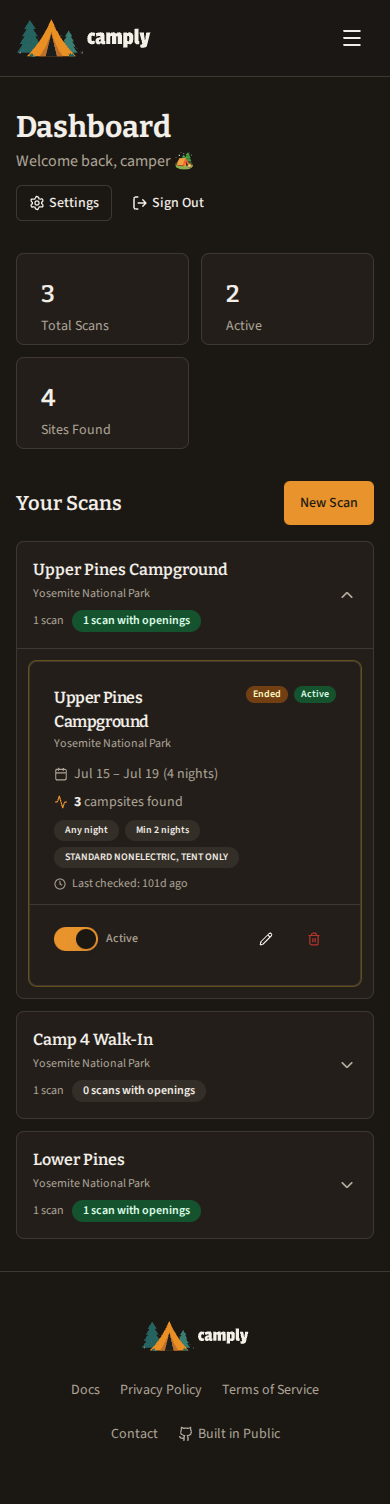 camply
Dashboard
Welcome back, camper 🏕️
Settings
Sign Out
3
Total Scans
2
Active
4
Sites Found
Your Scans
New Scan
Upper Pines Campground
Yosemite National Park
1 scan
1 scan with openings
Upper Pines
Campground
Ended
Active
Yosemite National Park
Jul 15 – Jul 19 (4 nights)
3 campsites found
Any night
Min 2 nights
STANDARD NONELECTRIC, TENT ONLY
Last checked: 101d ago
Active
Camp 4 Walk-In
Yosemite National Park
1 scan
0 scans with openings
Lower Pines
Yosemite National Park
1 scan
1 scan with openings
camply
Docs
Privacy Policy
Terms of Service
Contact
Built in Public